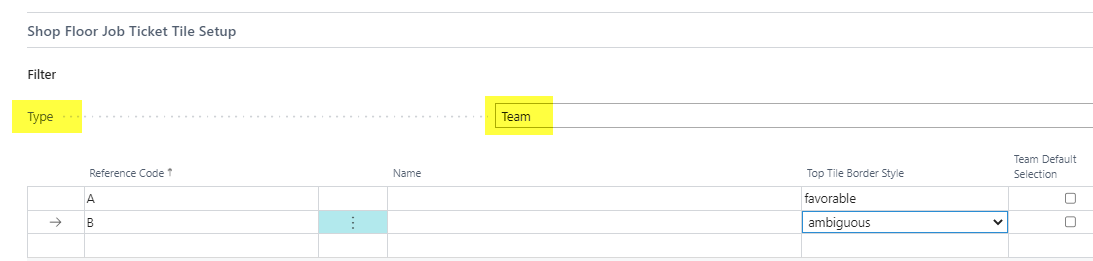 Shop Floor Job Ticket Tile Setup
Filter
Type Team
Reference Code ↑ Name Top Tile Border Style Team Default Selection
A favorable
B ambiguous